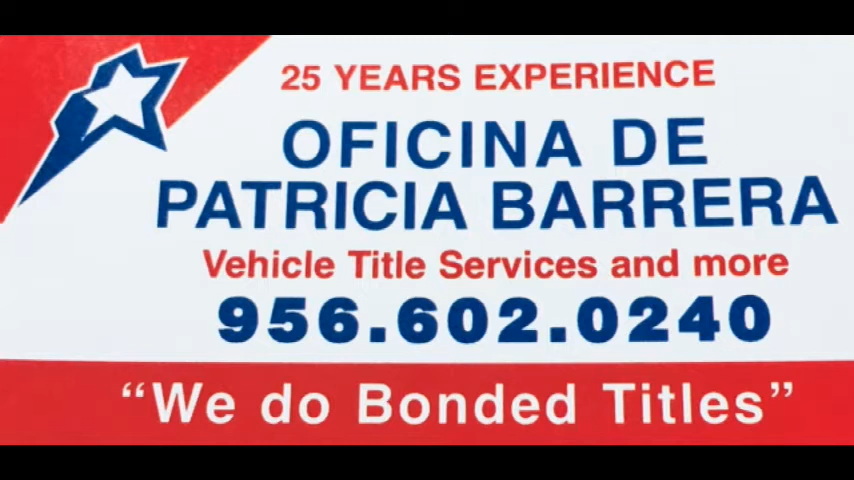 25 YEARS EXPERIENCE
OFICINA DE
PATRICIA BARRERA
Vehicle Title Services and more
956.602.0240
“We do Bonded Titles”